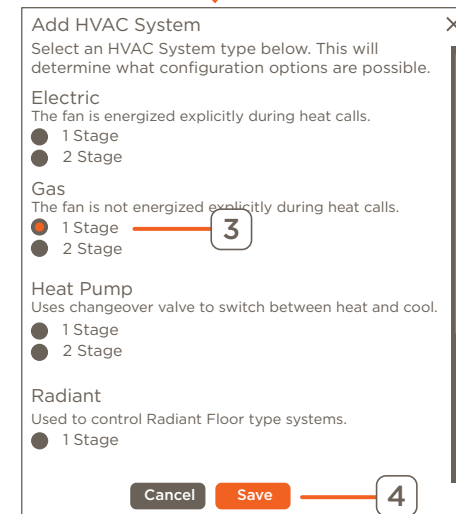 Add HVAC System
Select an HVAC System type below. This will
determine what configuration options are possible.
Electric
The fan is energized explicitly during heat calls.
1 Stage
2 Stage
Gas
The fan is not energized explicitly during heat calls.
1 Stage
3
2 Stage
Heat Pump
Uses changeover valve to switch between heat and cool.
1 Stage
2 Stage
Radiant
Used to control Radiant Floor type systems.
1 Stage
Cancel Save 4